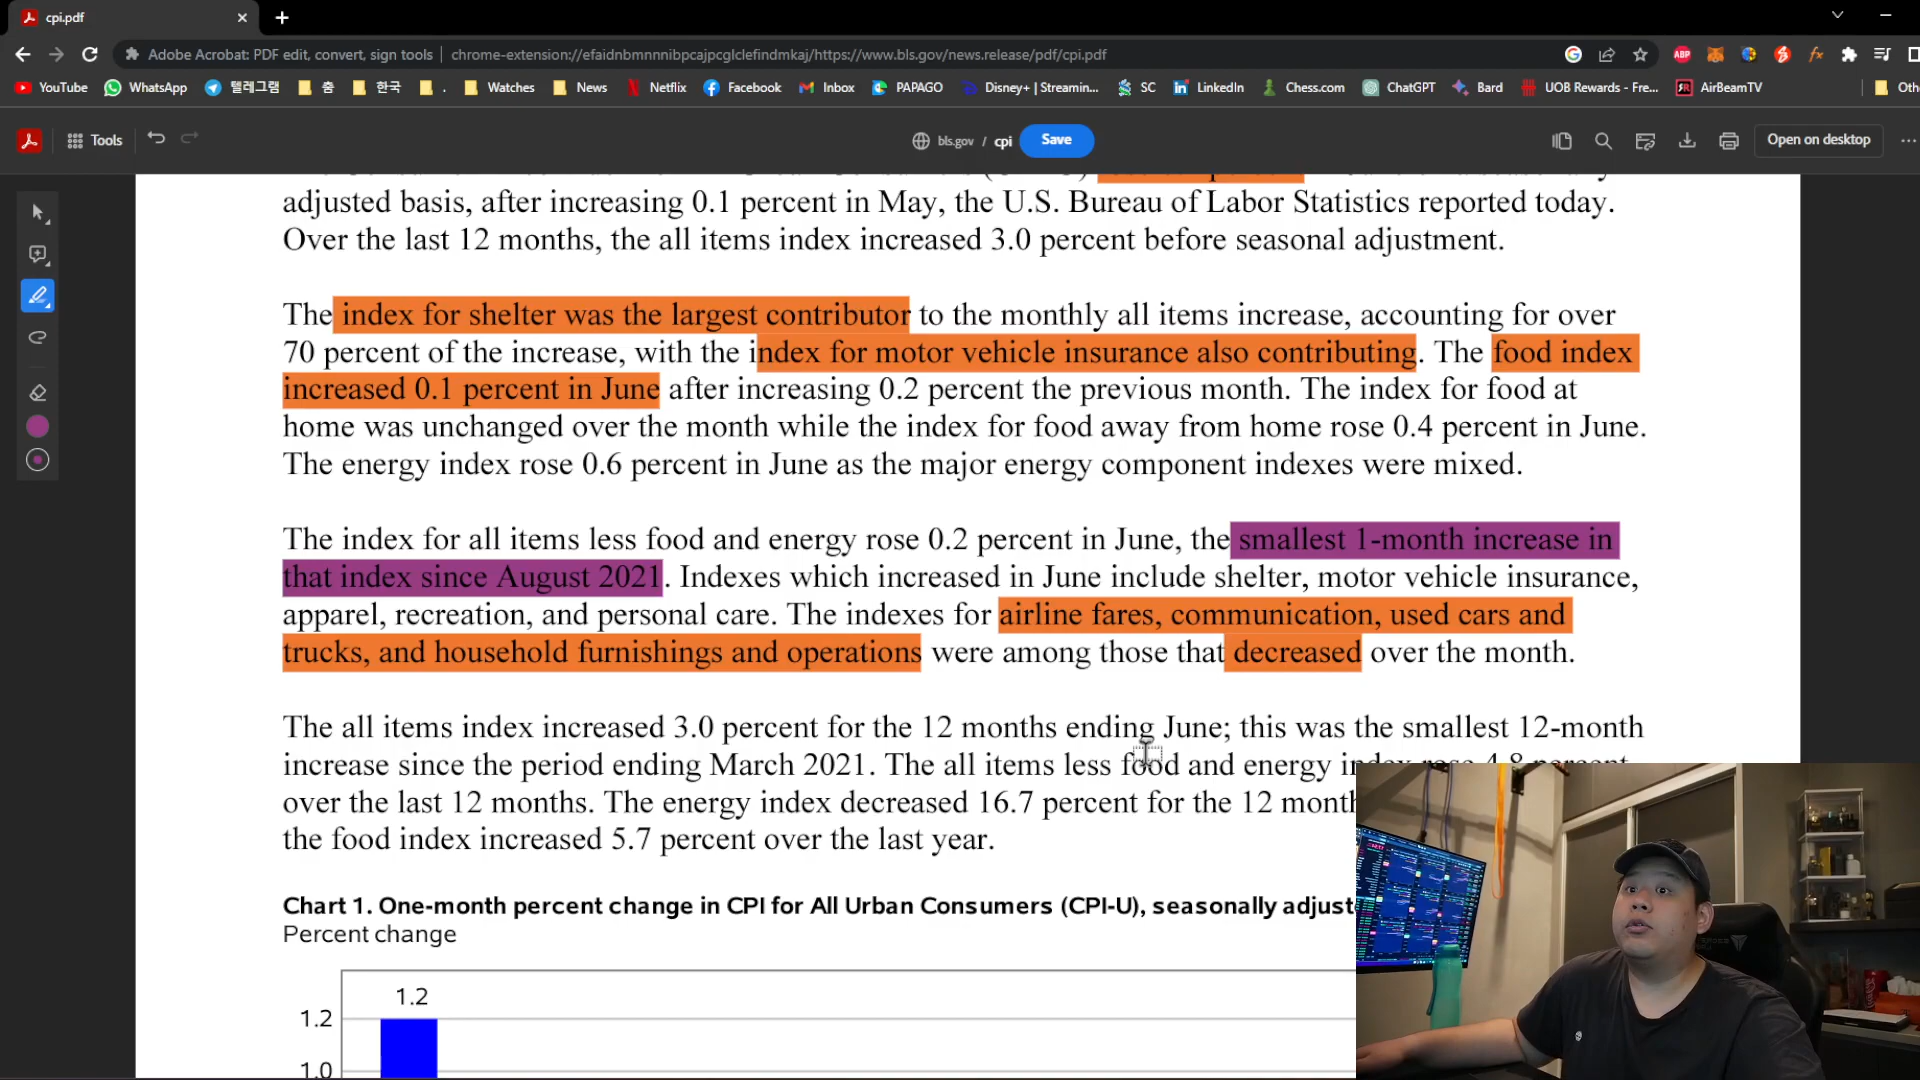 cpi.pdf
Adobe Acrobat: PDF edit, convert, sign tools | chrome-extension://efaidnbmnnnibpcajpcglclefindmkaj/https://www.bls.gov/news.release/pdf/cpi.pdf
YouTube WhatsApp 텔레그램 춤 한국 . Watches News Netflix Facebook Inbox PAPAGO Disney+ | Streamin... SC LinkedIn Chess.com ChatGPT Bard UOB Rewards - Fre... AirBeamTV Oth
Tools bls.gov / cpi Save Open on desktop
adjusted basis, after increasing 0.1 percent in May, the U.S. Bureau of Labor Statistics reported today.
Over the last 12 months, the all items index increased 3.0 percent before seasonal adjustment.
The index for shelter was the largest contributor to the monthly all items increase, accounting for over
70 percent of the increase, with the index for motor vehicle insurance also contributing. The food index
increased 0.1 percent in June after increasing 0.2 percent the previous month. The index for food at
home was unchanged over the month while the index for food away from home rose 0.4 percent in June.
The energy index rose 0.6 percent in June as the major energy component indexes were mixed.
The index for all items less food and energy rose 0.2 percent in June, the smallest 1-month increase in
that index since August 2021. Indexes which increased in June include shelter, motor vehicle insurance,
apparel, recreation, and personal care. The indexes for airline fares, communication, used cars and
trucks, and household furnishings and operations were among those that decreased over the month.
The all items index increased 3.0 percent for the 12 months ending June; this was the smallest 12-month
increase since the period ending March 2021. The all items less food and energy index rose 4.8 percent
over the last 12 months. The energy index decreased 16.7 percent for the 12 month
the food index increased 5.7 percent over the last year.
Chart 1. One-month percent change in CPI for All Urban Consumers (CPI-U), seasonally adjust
Percent change
1.2
1.2
1.0